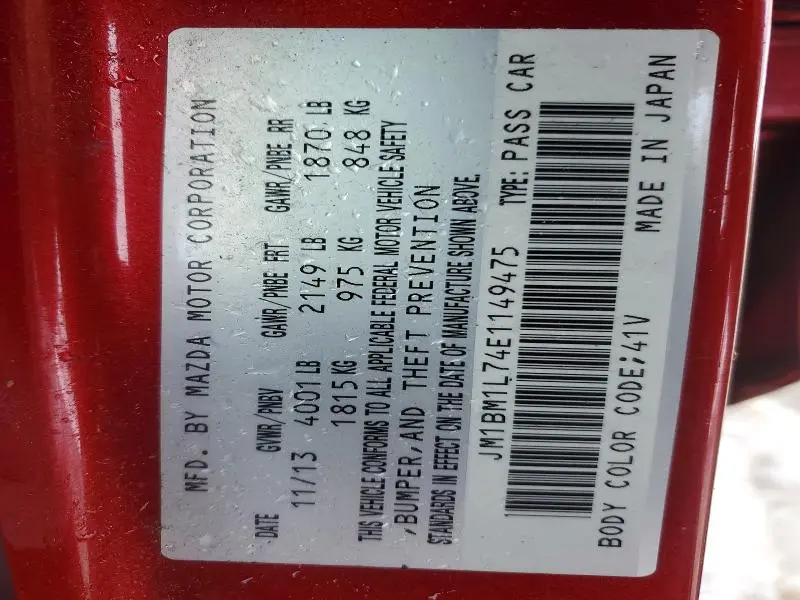 MFD. BY MAZDA MOTOR CORPORATION
DATE GVWR/PNBV GAWR/PNBE FRT GAWR/PNBE RR
11/13 4001 LB 2149 LB 1870 LB
1815 KG 975 KG 848 KG
THIS VEHICLE CONFORMS TO ALL APPLICABLE FEDERAL MOTOR VEHICLE SAFETY
,BUMPER,AND THEFT PREVENTION
STANDARDS IN EFFECT ON THE DATE OF MANUFACTURE SHOWN ABOVE.
JM1BM1L74E1149475 TYPE: PASS CAR
BODY COLOR CODE;41V MADE IN JAPAN